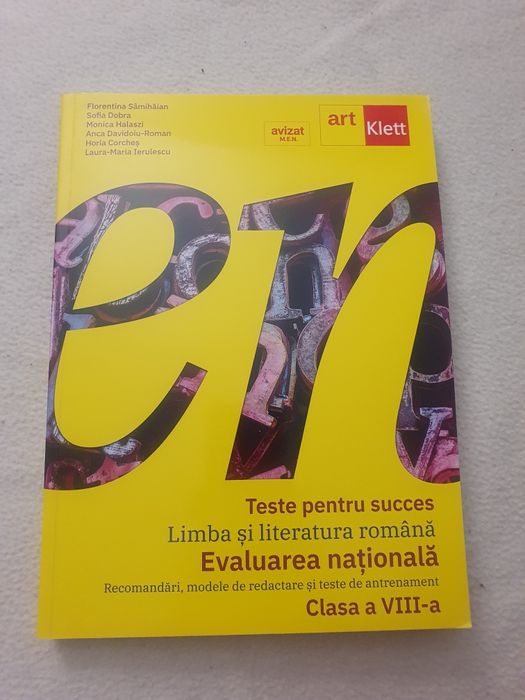 Florentina Sâmihăian
Sofia Dobra
Monica Halaszi
Anca Davidoiu-Roman
Horia Corcheș
Laura-Maria Ierulescu
avizat
M.E.N.
art
Klett
en
Teste pentru succes
Limba și literatura română
Evaluarea națională
Recomandări, modele de redactare și teste de antrenament
Clasa a VIII-a